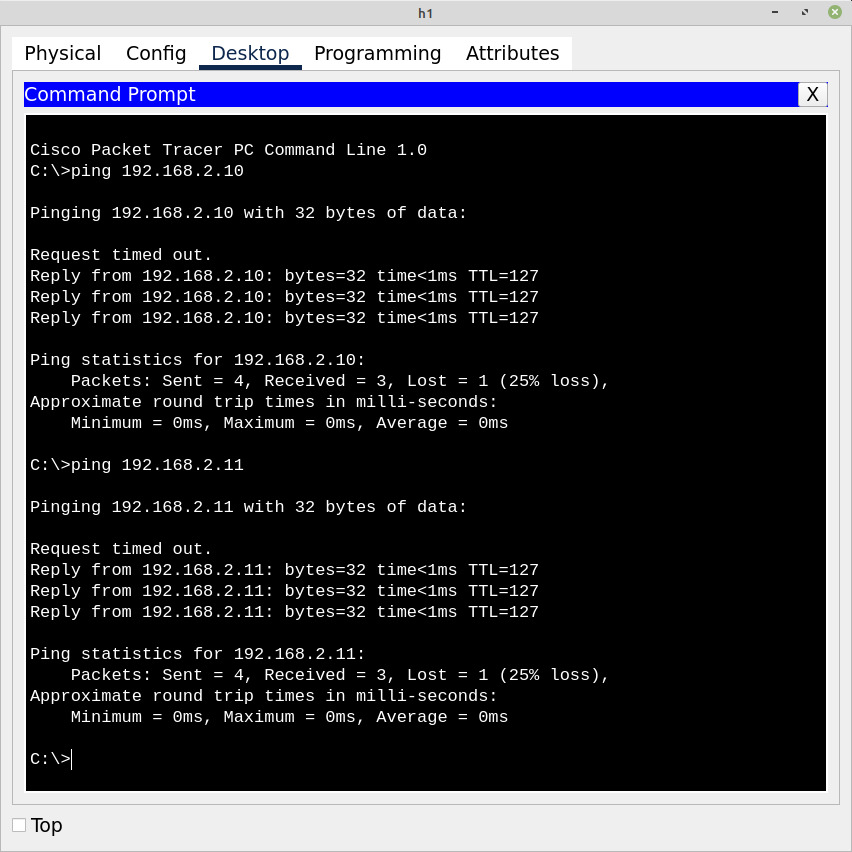 h1
Physical Config Desktop Programming Attributes
Command Prompt X
Cisco Packet Tracer PC Command Line 1.0
C:\>ping 192.168.2.10
Pinging 192.168.2.10 with 32 bytes of data:
Request timed out.
Reply from 192.168.2.10: bytes=32 time<1ms TTL=127
Reply from 192.168.2.10: bytes=32 time<1ms TTL=127
Reply from 192.168.2.10: bytes=32 time<1ms TTL=127
Ping statistics for 192.168.2.10:
    Packets: Sent = 4, Received = 3, Lost = 1 (25% loss),
Approximate round trip times in milli-seconds:
    Minimum = 0ms, Maximum = 0ms, Average = 0ms
C:\>ping 192.168.2.11
Pinging 192.168.2.11 with 32 bytes of data:
Request timed out.
Reply from 192.168.2.11: bytes=32 time<1ms TTL=127
Reply from 192.168.2.11: bytes=32 time<1ms TTL=127
Reply from 192.168.2.11: bytes=32 time<1ms TTL=127
Ping statistics for 192.168.2.11:
    Packets: Sent = 4, Received = 3, Lost = 1 (25% loss),
Approximate round trip times in milli-seconds:
    Minimum = 0ms, Maximum = 0ms, Average = 0ms
C:\>
Top